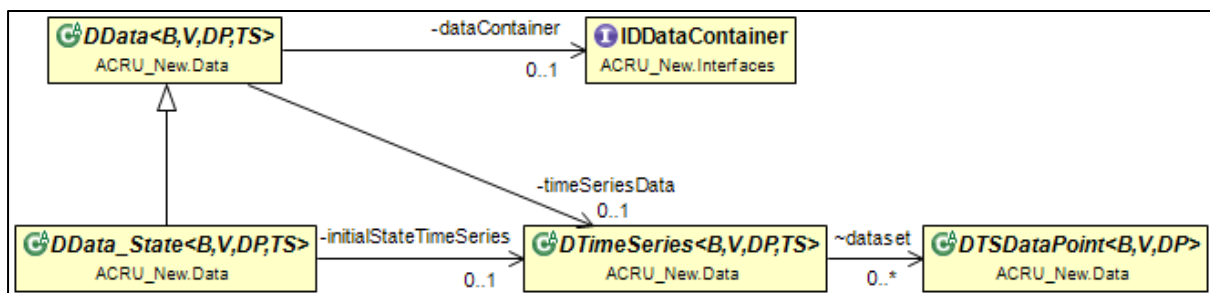 DData<B,V,DP,TS>
ACRU_New.Data
-dataContainer
0..1
IDDataContainer
ACRU_New.Interfaces
-timeSeriesData
0..1
DData_State<B,V,DP,TS>
ACRU_New.Data
-initialStateTimeSeries
0..1
DTimeSeries<B,V,DP,TS>
ACRU_New.Data
~dataset
0..*
DTSDataPoint<B,V,DP>
ACRU_New.Data